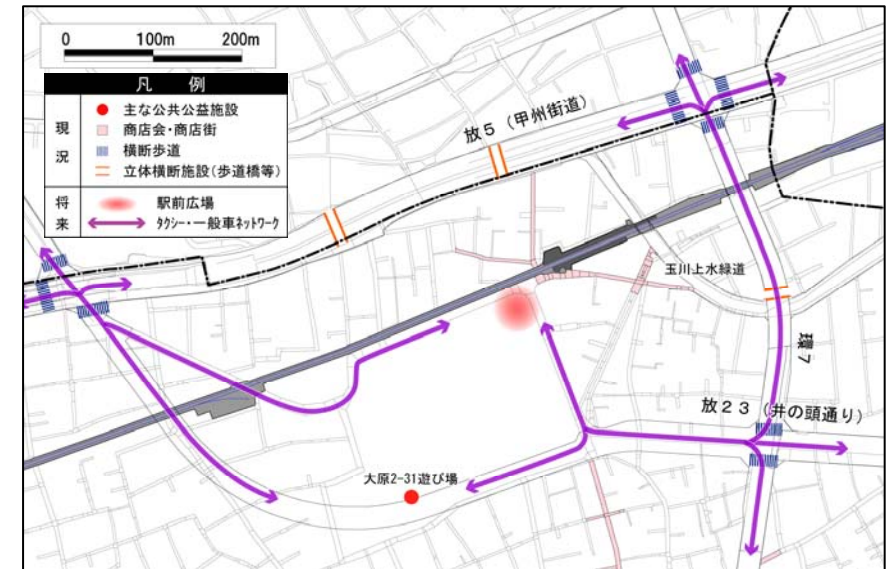 0 100m 200m
凡 例
現況
主な公共公益施設
商店会・商店街
横断歩道
立体横断施設(歩道橋等)
将来
駅前広場
タクシー・一般車ネットワーク
放5(甲州街道)
玉川上水緑道
環7
放23(井の頭通り)
大原2-31遊び場